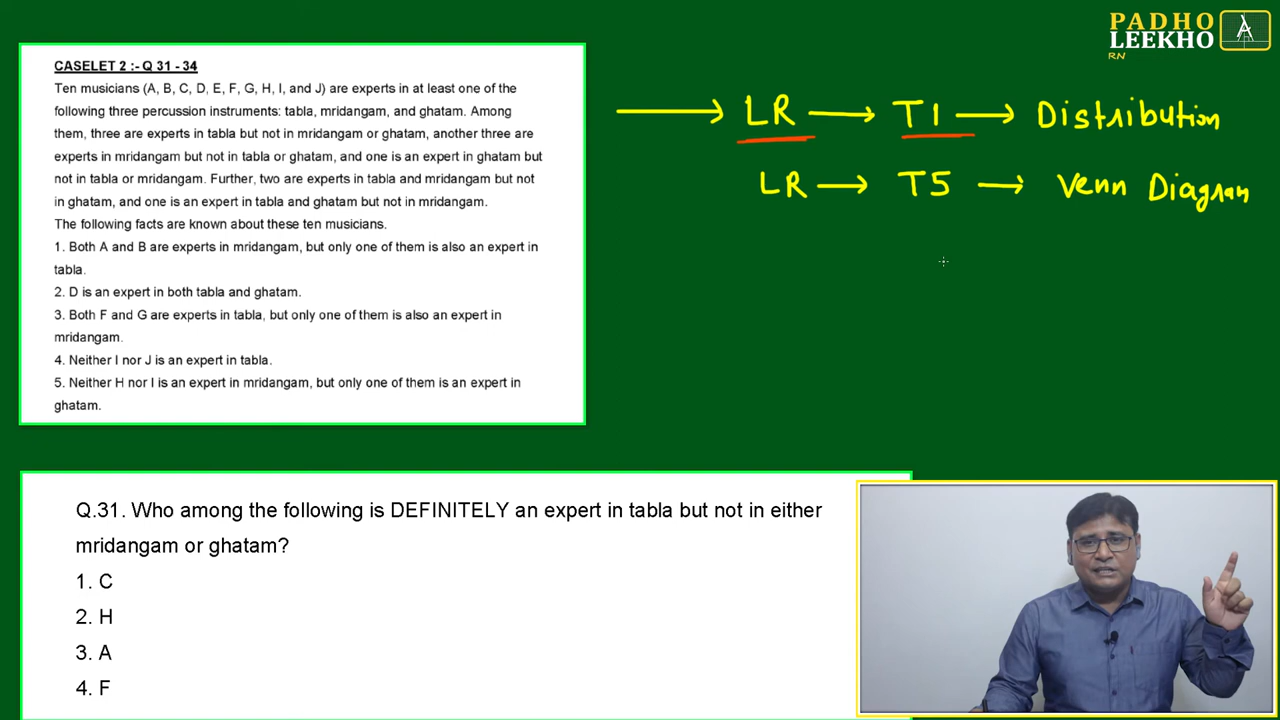 PADHO
LEEKHO
RN
CASELET 2 :- Q 31 - 34
Ten musicians (A, B, C, D, E, F, G, H, I, and J) are experts in at least one of the
following three percussion instruments: tabla, mridangam, and ghatam. Among
them, three are experts in tabla but not in mridangam or ghatam, another three are
experts in mridangam but not in tabla or ghatam, and one is an expert in ghatam but
not in tabla or mridangam. Further, two are experts in tabla and mridangam but not
in ghatam, and one is an expert in tabla and ghatam but not in mridangam.
The following facts are known about these ten musicians.
1. Both A and B are experts in mridangam, but only one of them is also an expert in
tabla.
2. D is an expert in both tabla and ghatam.
3. Both F and G are experts in tabla, but only one of them is also an expert in
mridangam.
4. Neither I nor J is an expert in tabla.
5. Neither H nor I is an expert in mridangam, but only one of them is an expert in
ghatam.
→ LR → T1 → Distribution
LR → T5 → Venn Diagram
Q.31. Who among the following is DEFINITELY an expert in tabla but not in either
mridangam or ghatam?
1. C
2. H
3. A
4. F